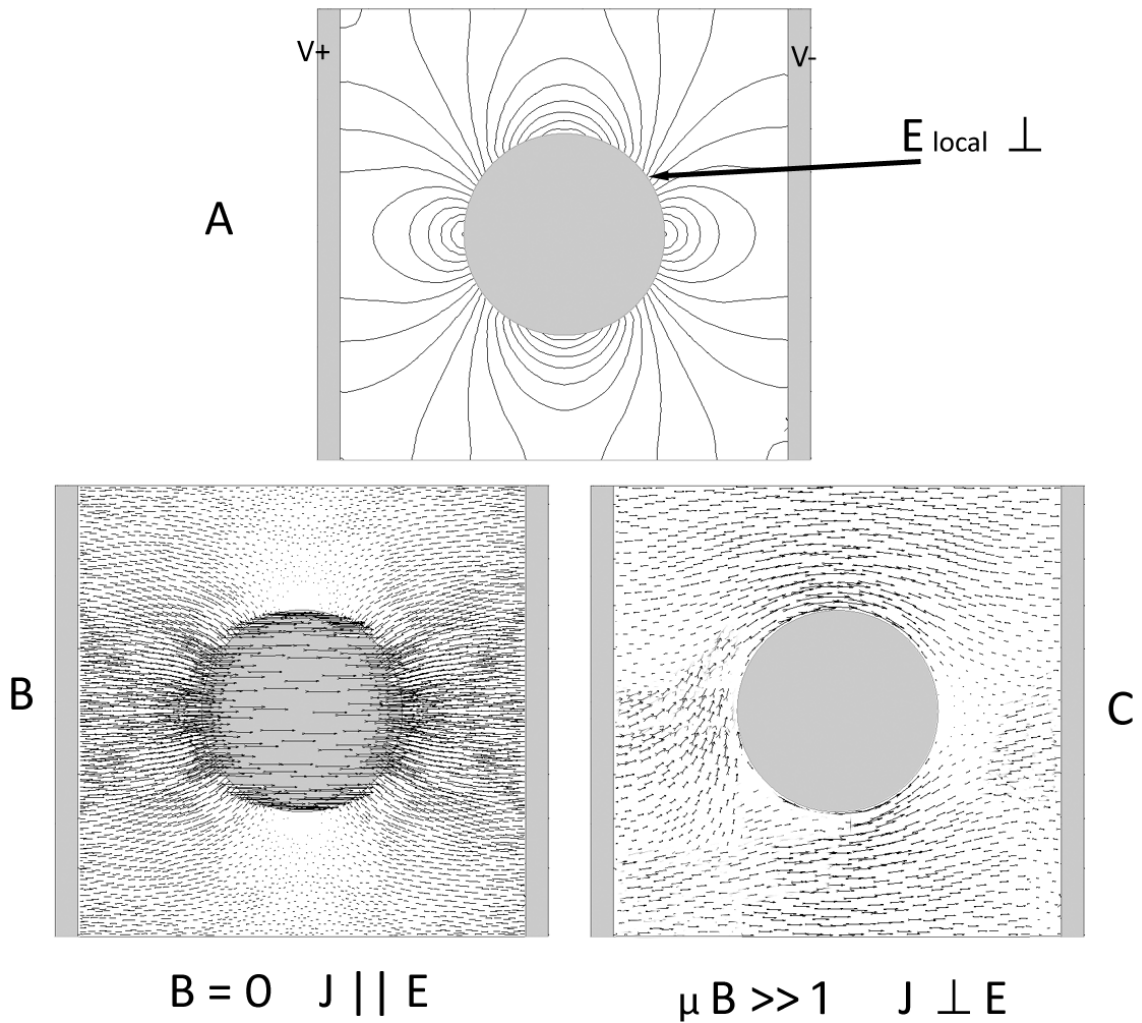 V+
V-
E local ⊥
A
B
C
B = 0 J || E
μ B >> 1 J ⊥ E